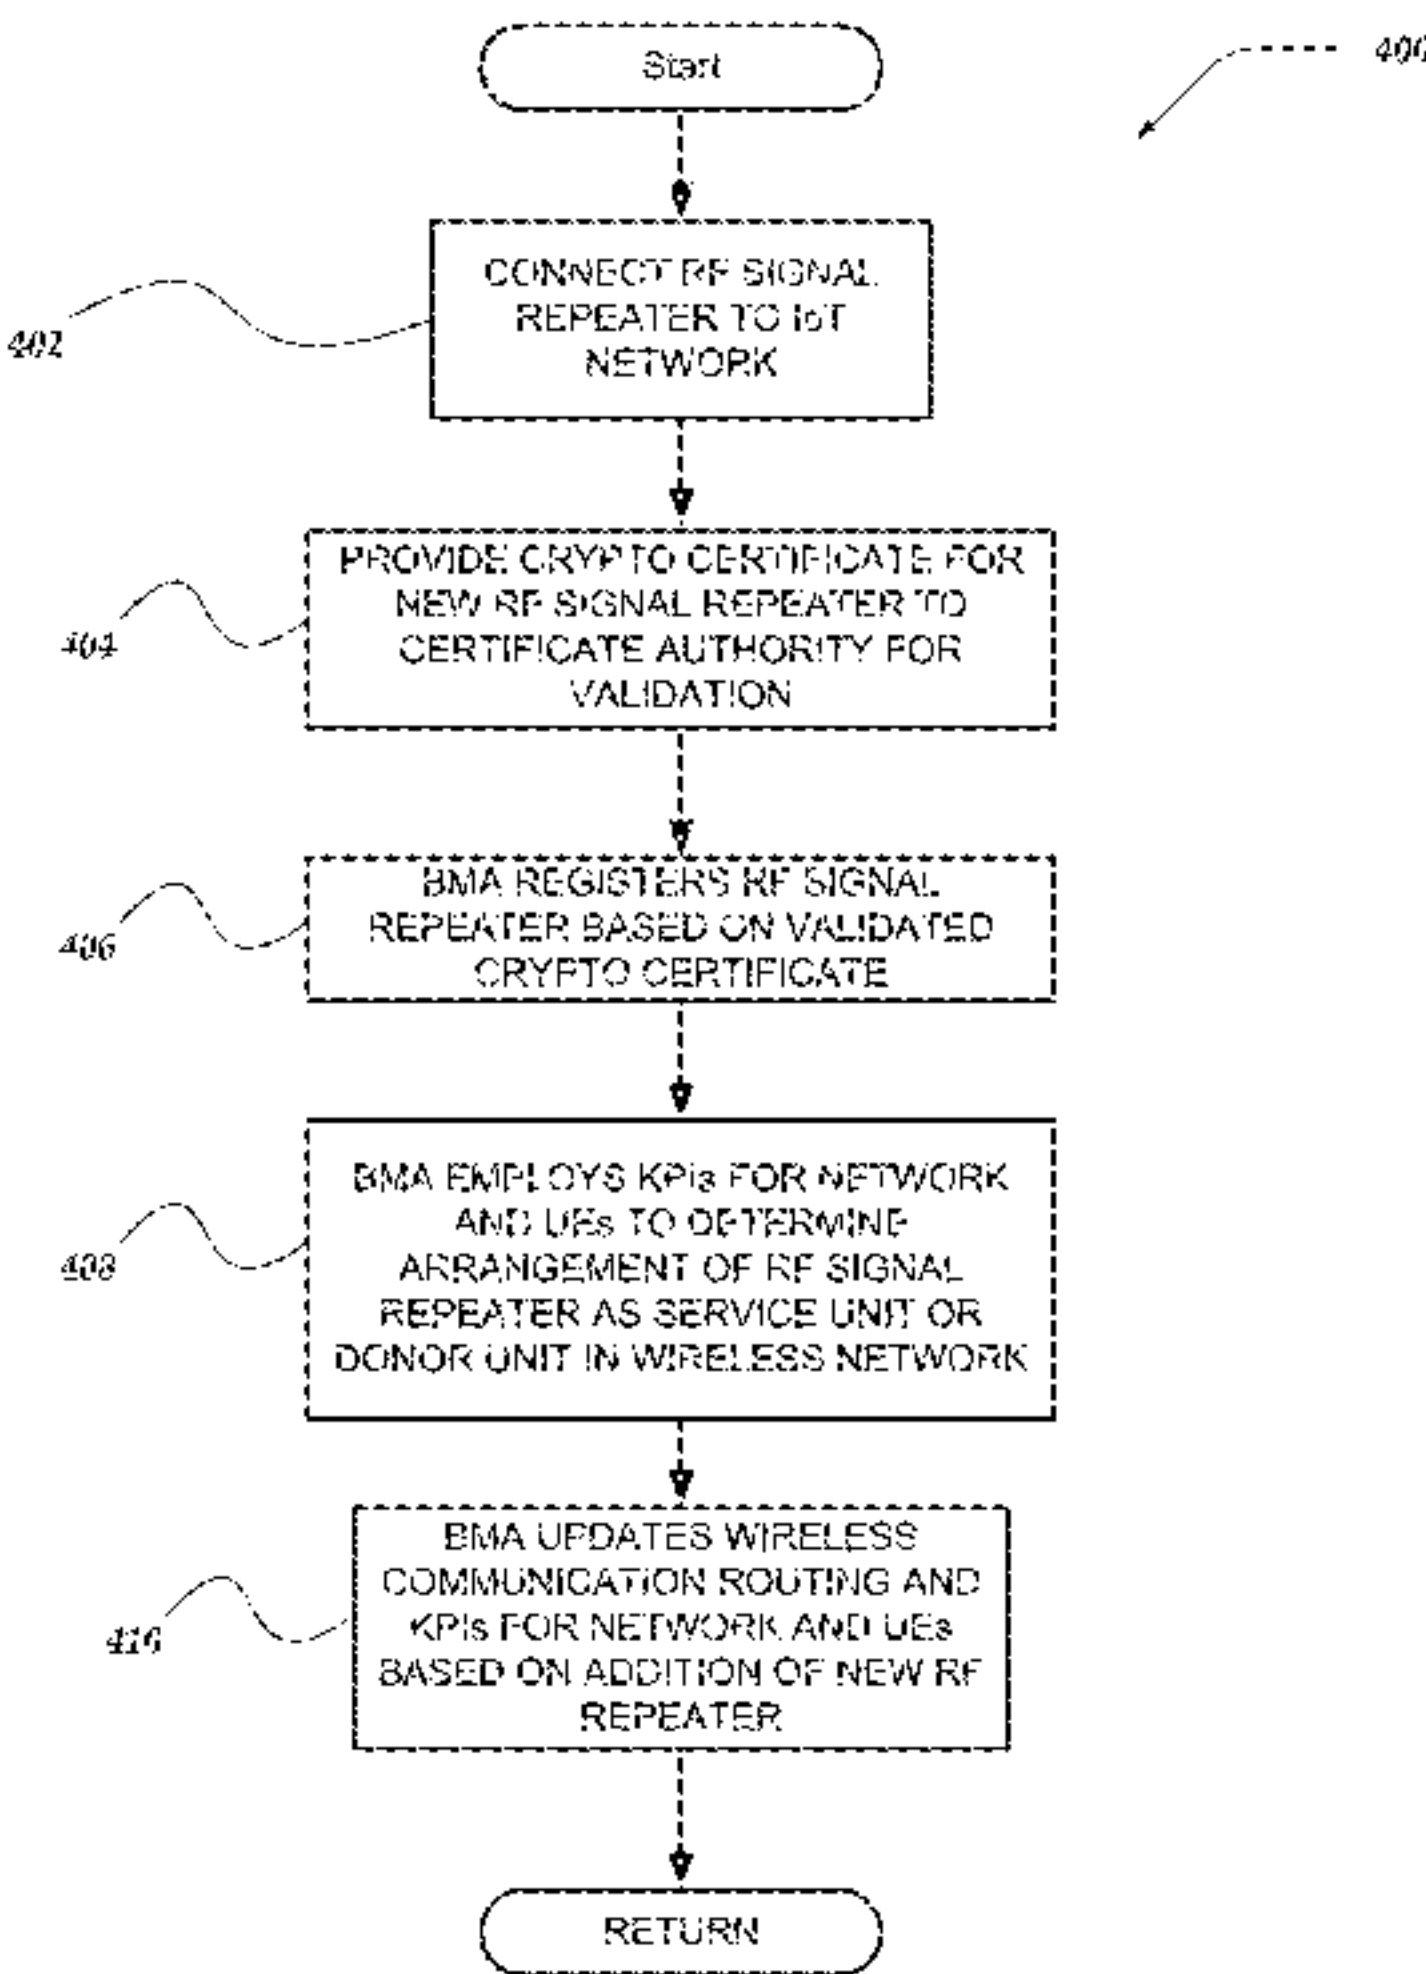 Start
400
CONNECT RF SIGNAL
REPEATER TO IoT
NETWORK
402
PROVIDE CRYPTO CERTIFICATE FOR
NEW RF SIGNAL REPEATER TO
CERTIFICATE AUTHORITY FOR
VALIDATION
404
BMA REGISTERS RF SIGNAL
REPEATER BASED ON VALIDATED
CRYPTO CERTIFICATE
406
BMA EMPLOYS KPIs FOR NETWORK
AND UEs TO DETERMINE
ARRANGEMENT OF RF SIGNAL
REPEATER AS SERVICE UNIT OR
DONOR UNIT IN WIRELESS NETWORK
408
BMA UPDATES WIRELESS
COMMUNICATION ROUTING AND
KPIs FOR NETWORK AND UEs
BASED ON ADDITION OF NEW RF
REPEATER
410
RETURN